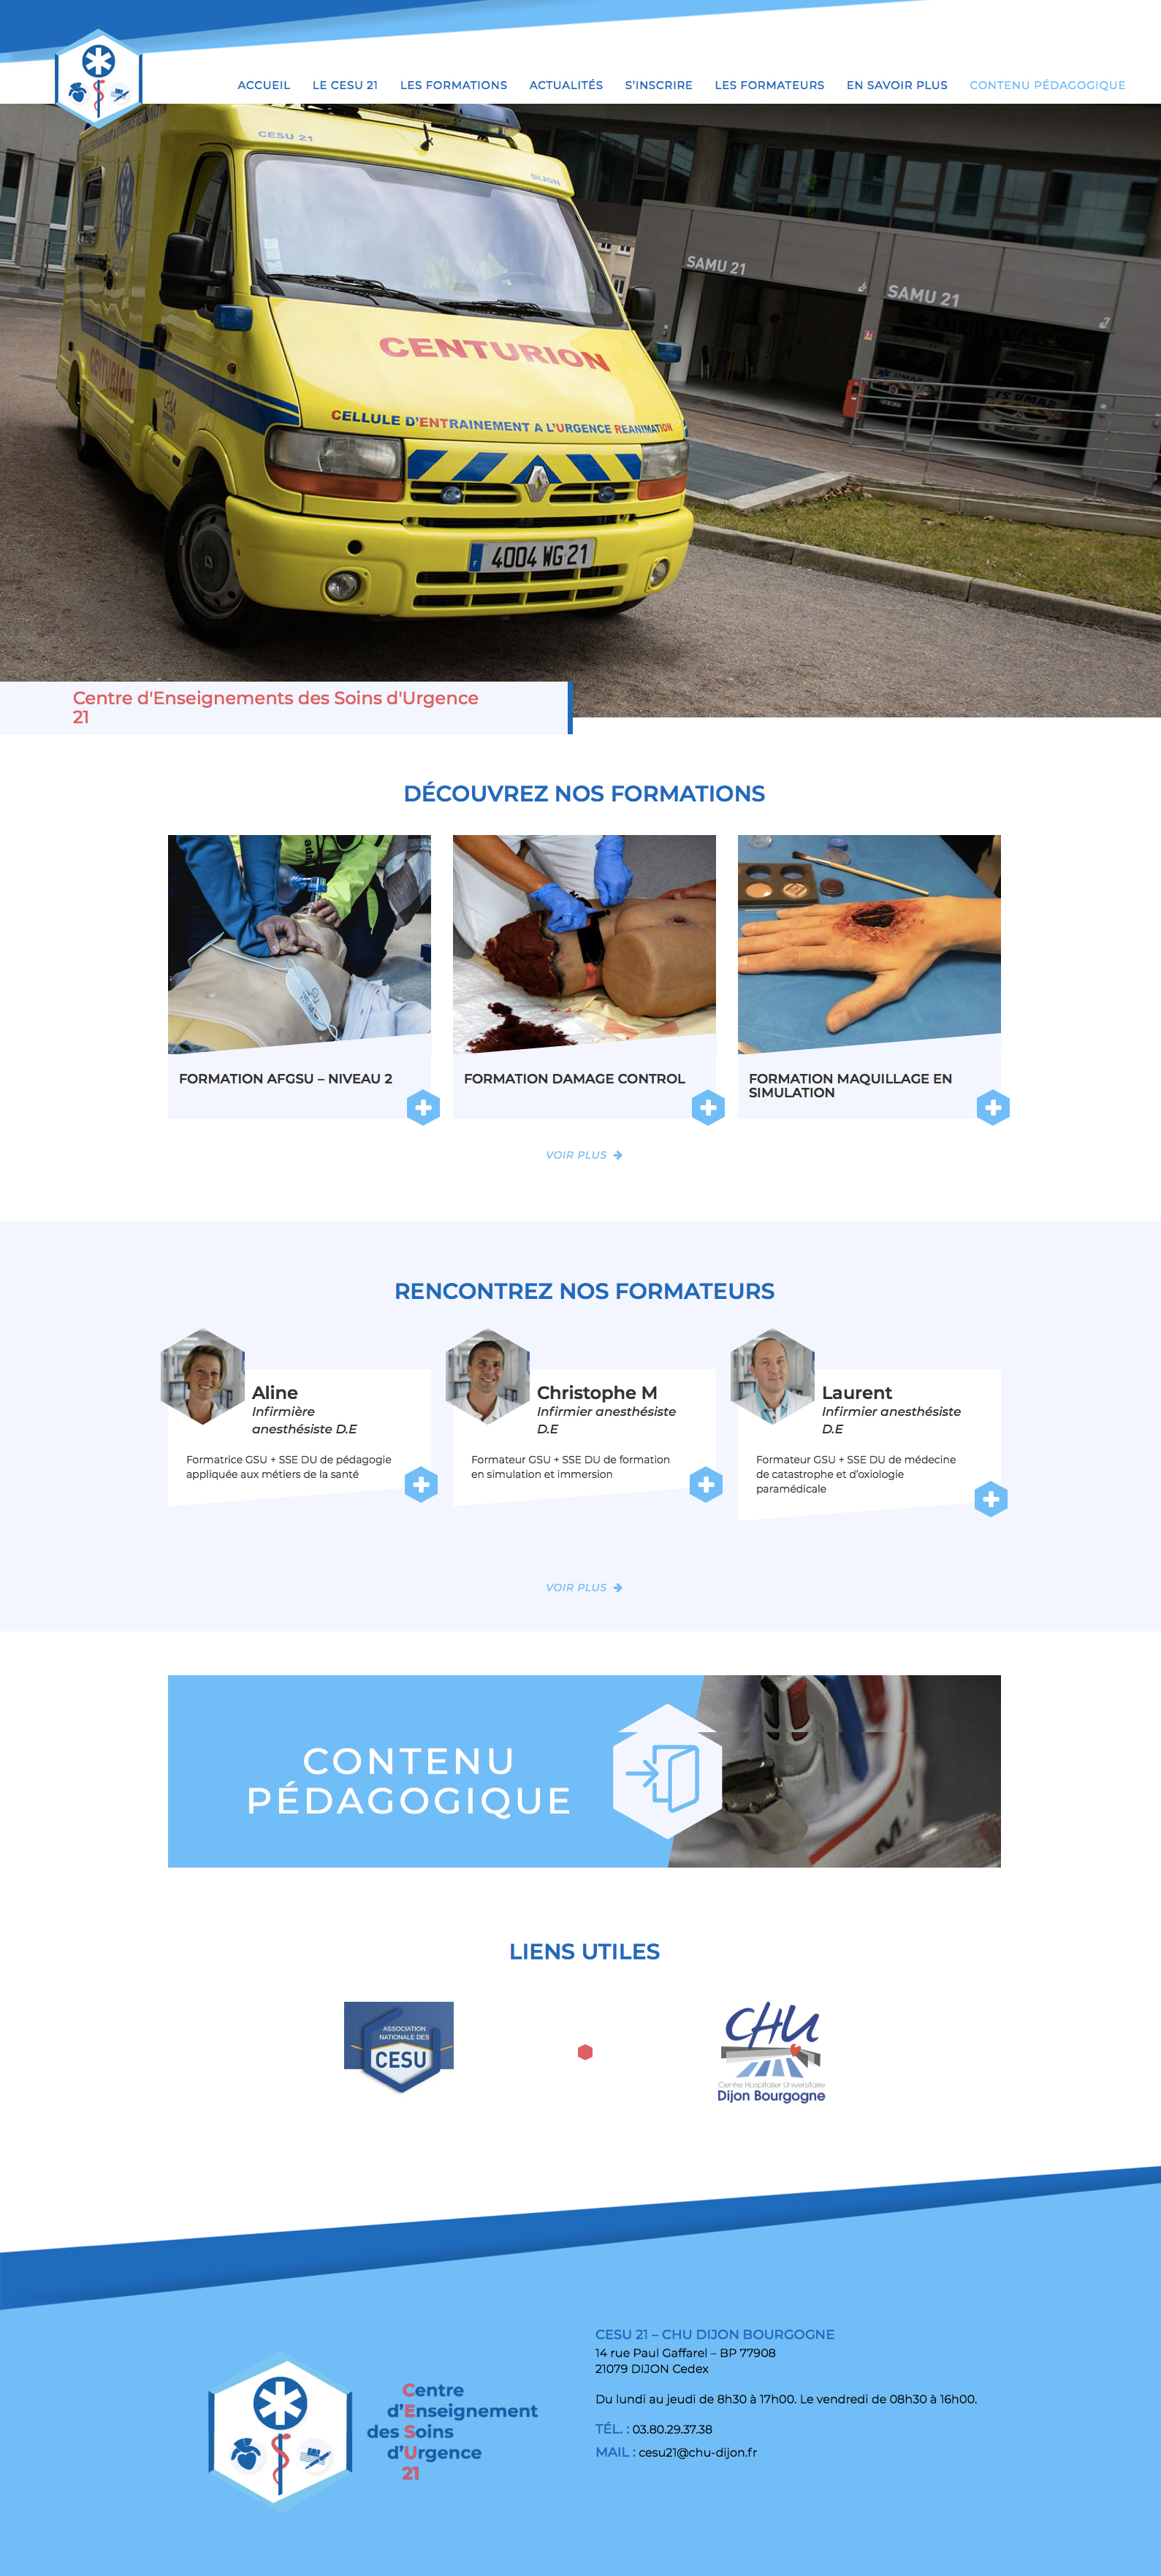 ACCUEIL LE CESU 21 LES FORMATIONS ACTUALITÉS S'INSCRIRE LES FORMATEURS EN SAVOIR PLUS CONTENU PÉDAGOGIQUE
CESU 21
DIJON
SAMU 21
SAMU 21
CENTURION
CENTURION
CHU
CELLULE D'ENTRAINEMENT A L'URGENCE REANIMATION
SAMU 21
F 4004 WG 21
Centre d'Enseignements des Soins d'Urgence
21
DÉCOUVREZ NOS FORMATIONS
FORMATION AFGSU – NIVEAU 2
FORMATION DAMAGE CONTROL
FORMATION MAQUILLAGE EN
SIMULATION
VOIR PLUS
RENCONTREZ NOS FORMATEURS
Aline
Infirmière
anesthésiste D.E
Formatrice GSU + SSE DU de pédagogie
appliquée aux métiers de la santé
Christophe M
Infirmier anesthésiste
D.E
Formateur GSU + SSE DU de formation
en simulation et immersion
Laurent
Infirmier anesthésiste
D.E
Formateur GSU + SSE DU de médecine
de catastrophe et d'oxiologie
paramédicale
VOIR PLUS
CONTENU
PÉDAGOGIQUE
LIENS UTILES
ASSOCIATION
NATIONALE DES
CESU
CHU
Centre Hospitalier Universitaire
Dijon Bourgogne
Centre
d'Enseignement
des Soins
d'Urgence
21
CESU 21 – CHU DIJON BOURGOGNE
14 rue Paul Gaffarel – BP 77908
21079 DIJON Cedex
Du lundi au jeudi de 8h30 à 17h00. Le vendredi de 08h30 à 16h00.
TÉL. : 03.80.29.37.38
MAIL : cesu21@chu-dijon.fr